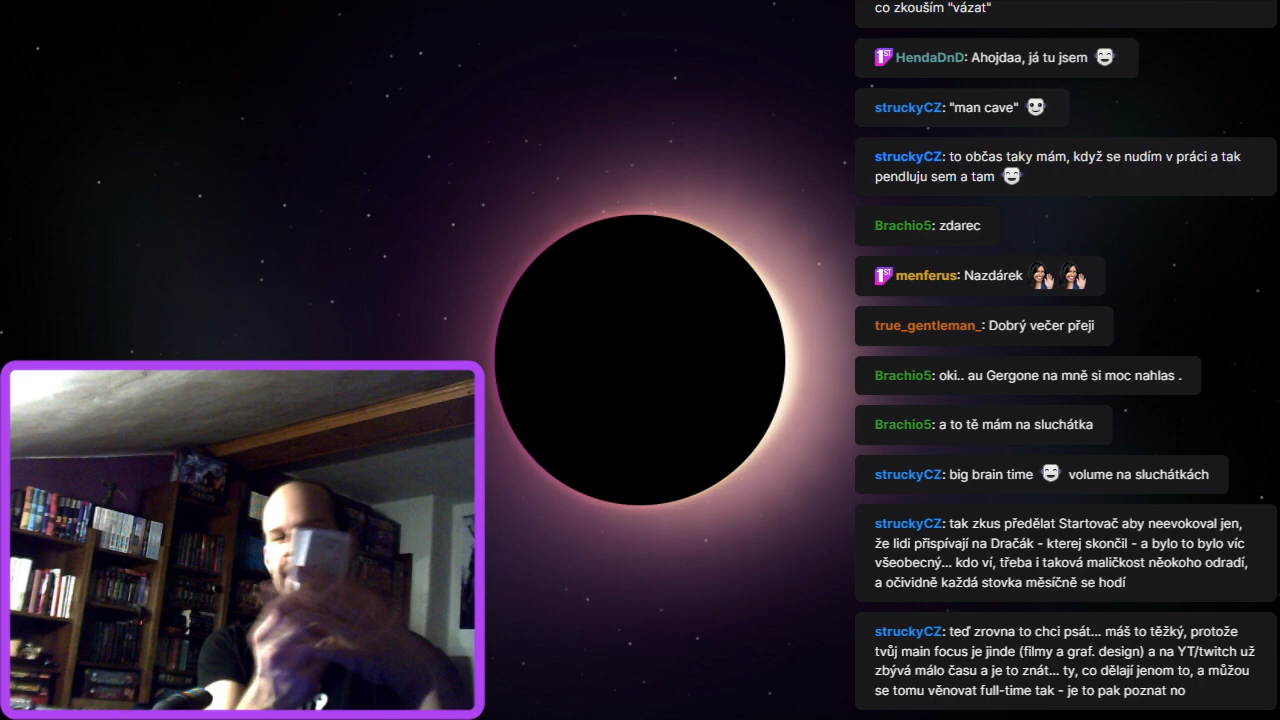 co zkouším "vázat"
1ST HendaDnD: Ahojdaa, já tu jsem
struckyCZ: "man cave"
struckyCZ: to občas taky mám, když se nudím v práci a tak
pendluju sem a tam
Brachio5: zdarec
1ST menferus: Nazdárek
true_gentleman_: Dobrý večer přeji
Brachio5: oki.. au Gergone na mně si moc nahlas .
Brachio5: a to tě mám na sluchátka
struckyCZ: big brain time volume na sluchátkách
struckyCZ: tak zkus předělat Startovač aby neevokoval jen,
že lidi přispívají na Dračák - kterej skončil - a bylo to bylo víc
všeobecný... kdo ví, třeba i taková maličkost něokoho odradí,
a očividně každá stovka měsíčně se hodí
struckyCZ: teď zrovna to chci psát... máš to těžký, protože
tvůj main focus je jinde (filmy a graf. design) a na YT/twitch už
zbývá málo času a je to znát... ty, co dělají jenom to, a můžou
se tomu věnovat full-time tak - je to pak poznat no